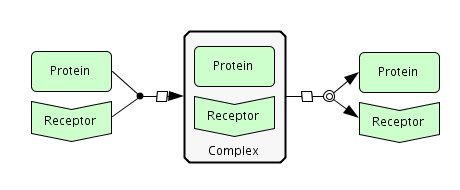 Protein
Receptor
Protein
Receptor
Complex
Protein
Receptor